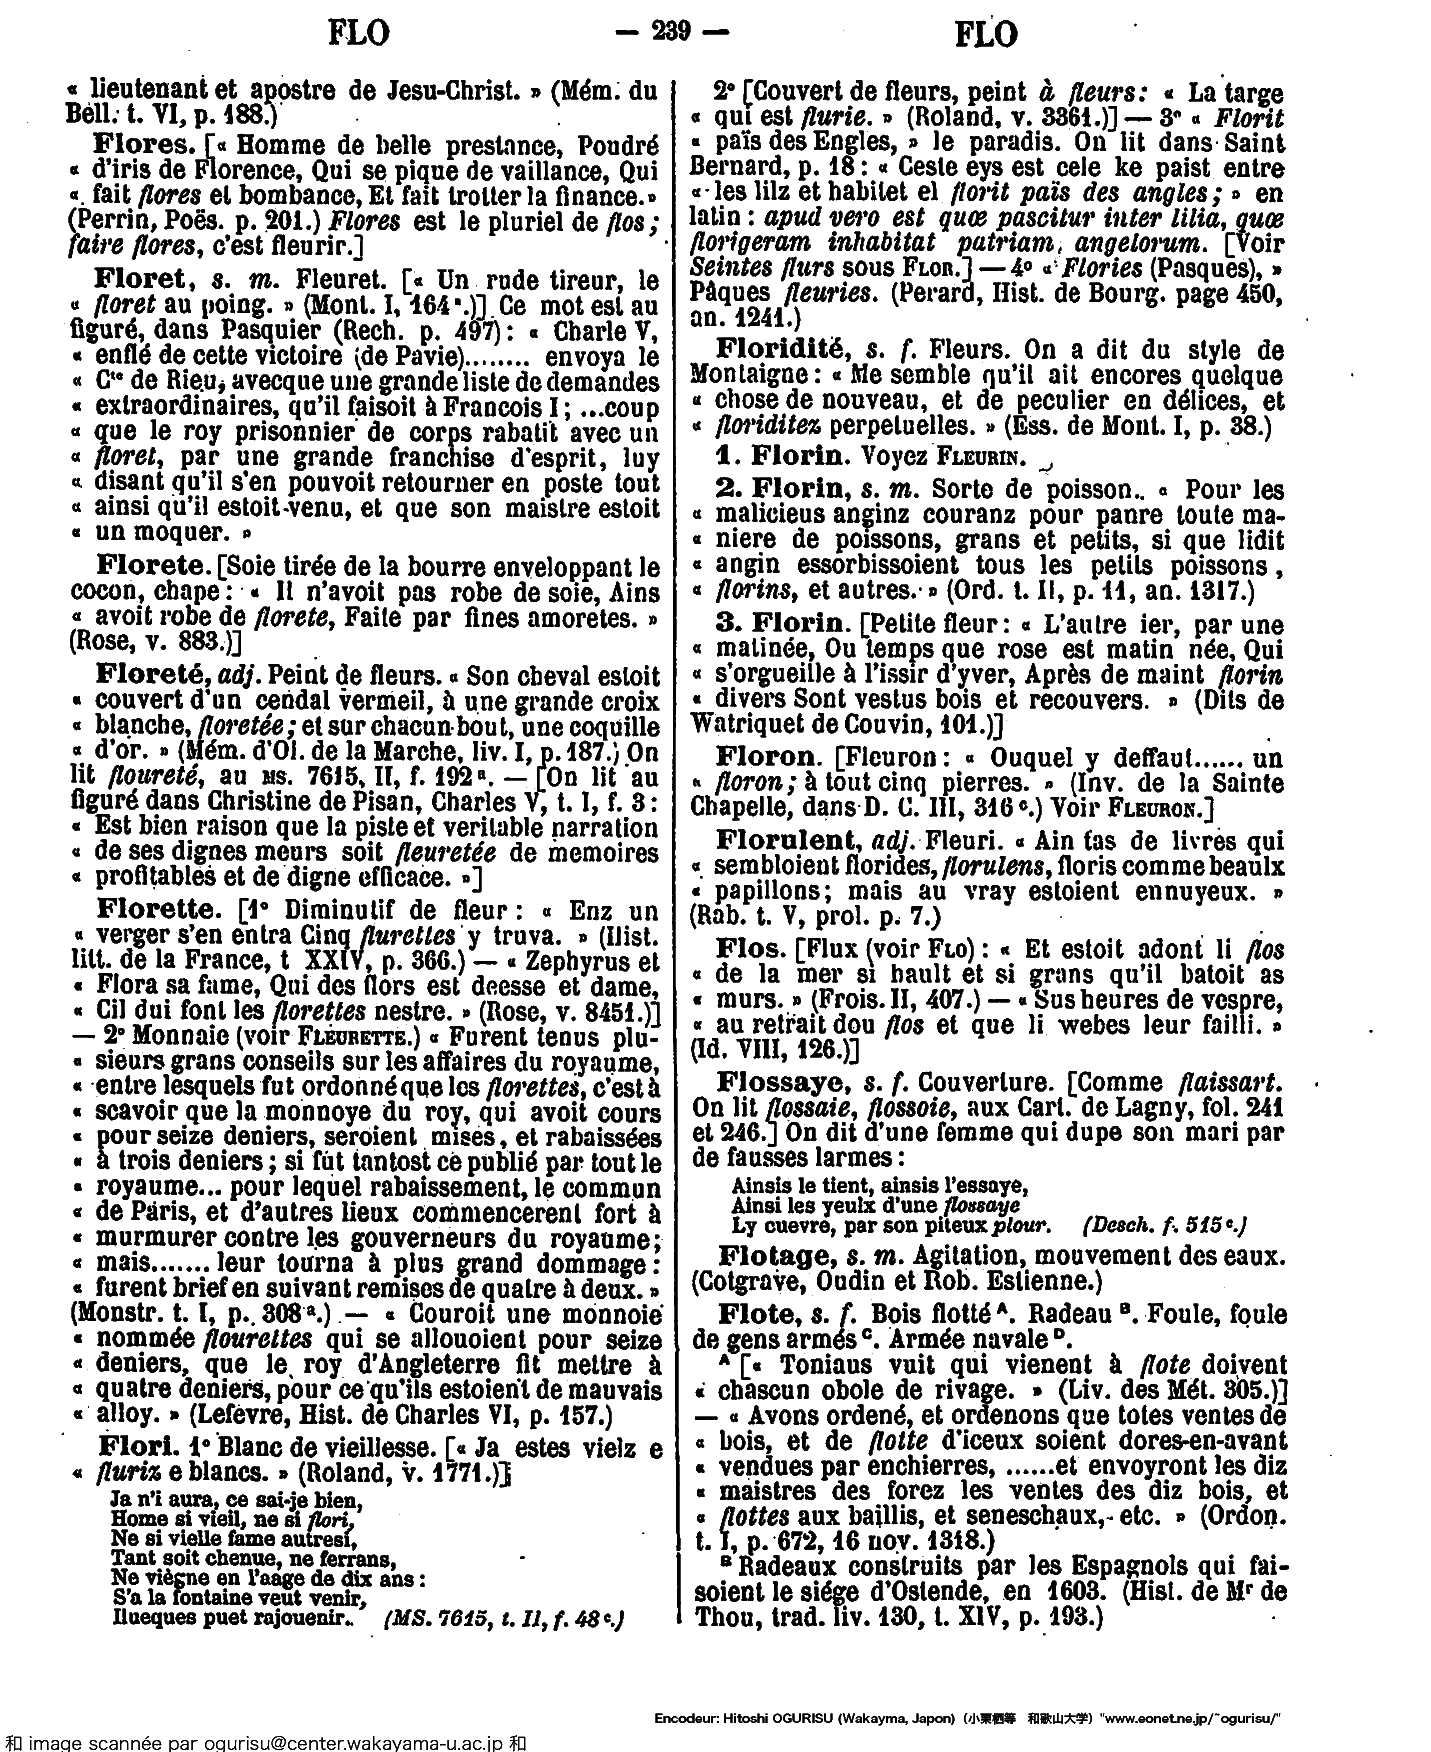 FLO — 239 — FLO
« lieutenant et apostre de Jesu-Christ. » (Mém. du
Bell. t. VI, p. 188.)
Flores. [« Homme de belle prestance, Poudré
« d'iris de Florence, Qui se pique de vaillance, Qui
« fait flores et bombance, Et fait trotter la finance.»
(Perrin, Poës. p. 201.) Flores est le pluriel de flos ;
faire flores, c'est fleurir.]
Floret, s. m. Fleuret. [« Un rude tireur, le
« floret au poing. » (Mont. I, 164ᵃ.)] Ce mot est au
figuré, dans Pasquier (Rech. p. 497) : « Charle V,
« enflé de cette victoire (de Pavie)........ envoya le
« Cᵗᵉ de Rieu, avecque une grande liste de demandes
« extraordinaires, qu'il faisoit à Francois I ; ...coup
« que le roy prisonnier de corps rabatit avec un
« floret, par une grande franchise d'esprit, luy
« disant qu'il s'en pouvoit retourner en poste tout
« ainsi qu'il estoit venu, et que son maistre estoit
« un moquer. »
Florete. [Soie tirée de la bourre enveloppant le
cocon, chape : « Il n'avoit pas robe de soie, Ains
« avoit robe de florete, Faite par fines amoretes. »
(Rose, v. 883.)]
Floreté, adj. Peint de fleurs. « Son cheval estoit
« couvert d'un cendal vermeil, à une grande croix
« blanche, floretée ; et sur chacun bout, une coquille
« d'or. » (Mém. d'Ol. de la Marche, liv. I, p. 187.) On
lit floureté, au MS. 7615, II, f. 192ᵃ. — [On lit au
figuré dans Christine de Pisan, Charles V, t. I, f. 3 :
« Est bien raison que la piste et veritable narration
« de ses dignes meurs soit fleuretée de memoires
« profitables et de digne efficace. »]
Florette. [1° Diminutif de fleur : « Enz un
« verger s'en entra Cinq flurettes y truva. » (Hist.
litt. de la France, t XXIV, p. 366.) — « Zephyrus et
« Flora sa fame, Qui des flors est deesse et dame,
« Cil dui font les florettes nestre. » (Rose, v. 8451.)]
— 2° Monnaie (voir FLEURETTE.) « Furent tenus plu-
« sieurs grans conseils sur les affaires du royaume,
« entre lesquels fut ordonné que les florettes, c'est à
« scavoir que la monnoye du roy, qui avoit cours
« pour seize deniers, seroient mises, et rabaissées
« à trois deniers ; si fut tantost ce publié par tout le
« royaume... pour lequel rabaissement, le commun
« de Paris, et d'autres lieux commencerent fort à
« murmurer contre les gouverneurs du royaume ;
« mais....... leur tourna à plus grand dommage :
« furent brief en suivant remises de quatre à deux. »
(Monstr. t. I, p. 308ᵃ.) — « Couroit une monnoie
« nommée flourettes qui se allouoient pour seize
« deniers, que le roy d'Angleterre fit mettre à
« quatre deniers, pour ce qu'ils estoient de mauvais
« alloy. » (Lefèvre, Hist. de Charles VI, p. 157.)
Flori. 1° Blanc de vieillesse. [« Ja estes vielz e
« fluriz e blancs. » (Roland, v. 1771.)]
Ja n'i aura, ce sai-je bien,
Home si vieil, ne si flori,
Ne si vielle fame autresi,
Tant soit chenue, ne ferrans,
Ne viègne en l'aage de dix ans :
S'a la fontaine veut venir,
Ilueques puet rajouenir. (MS. 7615, t. II, f. 48ᶜ.)
2° [Couvert de fleurs, peint à fleurs : « La targe
« qui est flurie. » (Roland, v. 3361.)] — 3° « Florit
« païs des Engles, » le paradis. On lit dans Saint
Bernard, p. 18 : « Ceste eys est cele ke paist entre
« les lilz et habitet el florit païs des angles ; » en
latin : apud vero est quæ pascitur inter lilia, quæ
florigeram inhabitat patriam angelorum. [Voir
Seintes flurs sous FLOR.] — 4° « Flories (Pasques), »
Pâques fleuries. (Perard, Hist. de Bourg. page 450,
an. 1241.)
Floridité, s. f. Fleurs. On a dit du style de
Montaigne : « Me semble qu'il ait encores quelque
« chose de nouveau, et de peculier en délices, et
« floriditez perpetuelles. » (Ess. de Mont. I, p. 38.)
1. Florin. Voyez FLEURIN.
2. Florin, s. m. Sorte de poisson. « Pour les
« malicieus anginz couranz pour panre toute ma-
« niere de poissons, grans et petits, si que lidit
« angin essorbissoient tous les petits poissons,
« florins, et autres. » (Ord. t. II, p. 11, an. 1317.)
3. Florin. [Petite fleur : « L'autre ier, par une
« matinée, Ou temps que rose est matin née, Qui
« s'orgueille à l'issir d'yver, Après de maint florin
« divers Sont vestus bois et recouvers. » (Dits de
Watriquet de Couvin, 101.)]
Floron. [Fleuron : « Ouquel y deffaut...... un
« floron ; à tout cinq pierres. » (Inv. de la Sainte
Chapelle, dans D. C. III, 316ᶜ.) Voir FLEURON.]
Florulent, adj. Fleuri. « Ain tas de livres qui
« sembloient florides, florulens, floris comme beaulx
« papillons ; mais au vray estoient ennuyeux. »
(Rab. t. V, prol. p. 7.)
Flos. [Flux (voir FLO) : « Et estoit adont li flos
« de la mer si hault et si grans qu'il batoit as
« murs. » (Frois. II, 407.) — « Sus heures de vespre,
« au retrait dou flos et que li webes leur failli. »
(Id. VIII, 126.)]
Flossaye, s. f. Couverture. [Comme flaissart.
On lit flossaie, flossoie, aux Cart. de Lagny, fol. 241
et 246.] On dit d'une femme qui dupe son mari par
de fausses larmes :
Ainsis le tient, ainsis l'essaye,
Ainsi les yeulx d'une flossaye
Ly cuevre, par son piteux plour. (Desch. f. 515ᶜ.)
Flotage, s. m. Agitation, mouvement des eaux.
(Cotgrave, Oudin et Rob. Estienne.)
Flote, s. f. Bois flotté ᴬ. Radeau ᴮ. Foule, foule
de gens armés ᶜ. Armée navale ᴰ.
ᴬ [« Toniaus vuit qui vienent à flote doivent
« chascun obole de rivage. » (Liv. des Mét. 305.)]
— « Avons ordené, et ordenons que totes ventes de
« bois, et de flotte d'iceux soient dores-en-avant
« vendues par enchierres, ......et envoyront les diz
« maistres des forez les ventes des diz bois, et
« flottes aux baillis, et seneschaux, etc. » (Ordon.
t. I, p. 672, 16 nov. 1318.)
ᴮ Radeaux construits par les Espagnols qui fai-
soient le siége d'Ostende, en 1603. (Hist. de Mʳ de
Thou, trad. liv. 130, t. XIV, p. 193.)
Encodeur: Hitoshi OGURISU (Wakayma, Japon) (小栗栖等 和歌山大学) "www.eonet.ne.jp/~ogurisu/"
和 image scannée par ogurisu@center.wakayama-u.ac.jp 和